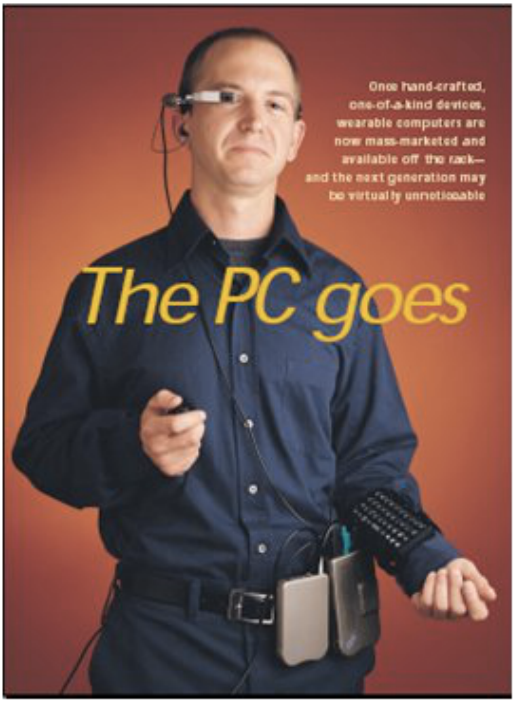 Once hand-crafted,
one-of-a-kind devices,
wearable computers are
now mass-marketed and
available off the rack—
and the next generation may
be virtually unnoticeable
The PC goes